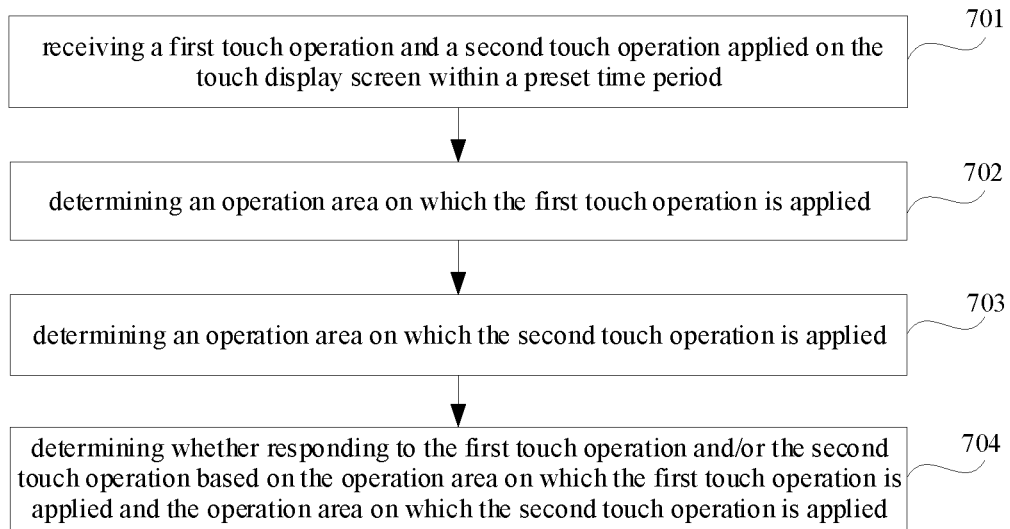 701
receiving a first touch operation and a second touch operation applied on the
touch display screen within a preset time period
702
determining an operation area on which the first touch operation is applied
703
determining an operation area on which the second touch operation is applied
704
determining whether responding to the first touch operation and/or the second
touch operation based on the operation area on which the first touch operation is
applied and the operation area on which the second touch operation is applied